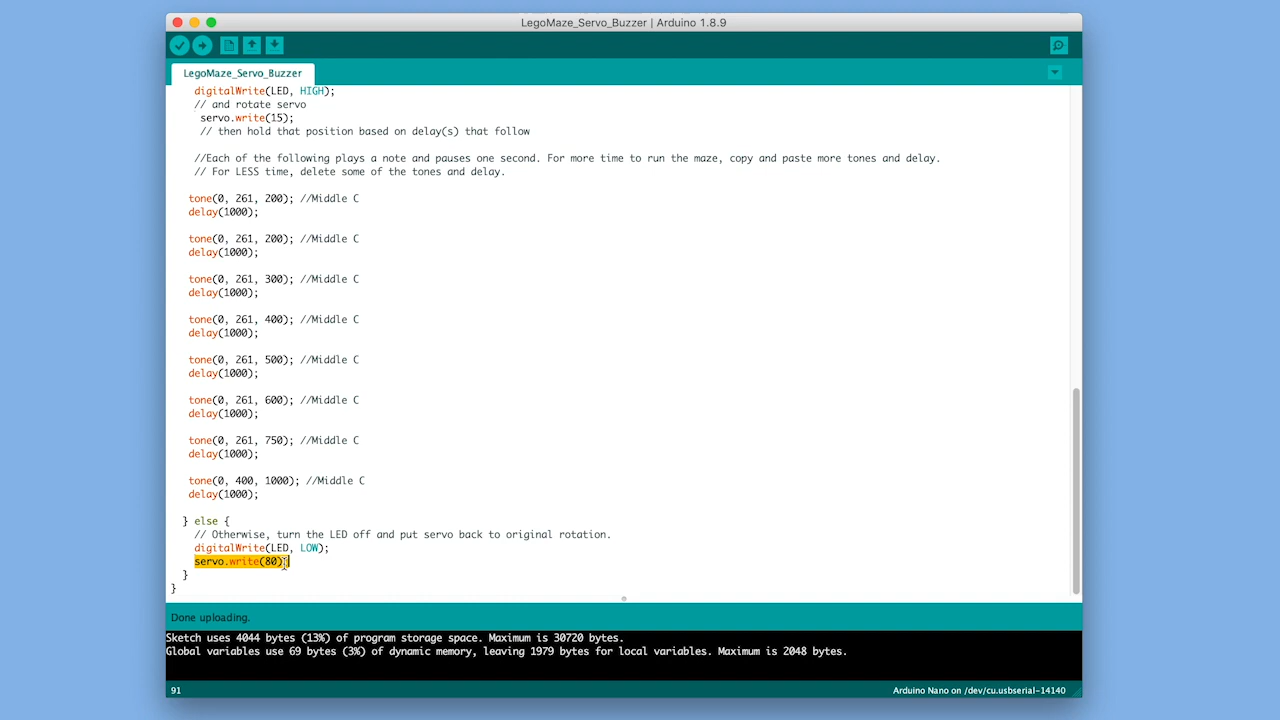 LegoMaze_Servo_Buzzer | Arduino 1.8.9
LegoMaze_Servo_Buzzer
digitalWrite(LED, HIGH);
// and rotate servo
servo.write(15);
// then hold that position based on delay(s) that follow
//Each of the following plays a note and pauses one second. For more time to run the maze, copy and paste more tones and delay.
// For LESS time, delete some of the tones and delay.
tone(0, 261, 200); //Middle C
delay(1000);
tone(0, 261, 200); //Middle C
delay(1000);
tone(0, 261, 300); //Middle C
delay(1000);
tone(0, 261, 400); //Middle C
delay(1000);
tone(0, 261, 500); //Middle C
delay(1000);
tone(0, 261, 600); //Middle C
delay(1000);
tone(0, 261, 750); //Middle C
delay(1000);
tone(0, 400, 1000); //Middle C
delay(1000);
} else {
// Otherwise, turn the LED off and put servo back to original rotation.
digitalWrite(LED, LOW);
servo.write(80);
}
}
Done uploading.
Sketch uses 4044 bytes (13%) of program storage space. Maximum is 30720 bytes.
Global variables use 69 bytes (3%) of dynamic memory, leaving 1979 bytes for local variables. Maximum is 2048 bytes.
91
Arduino Nano on /dev/cu.usbserial-14140